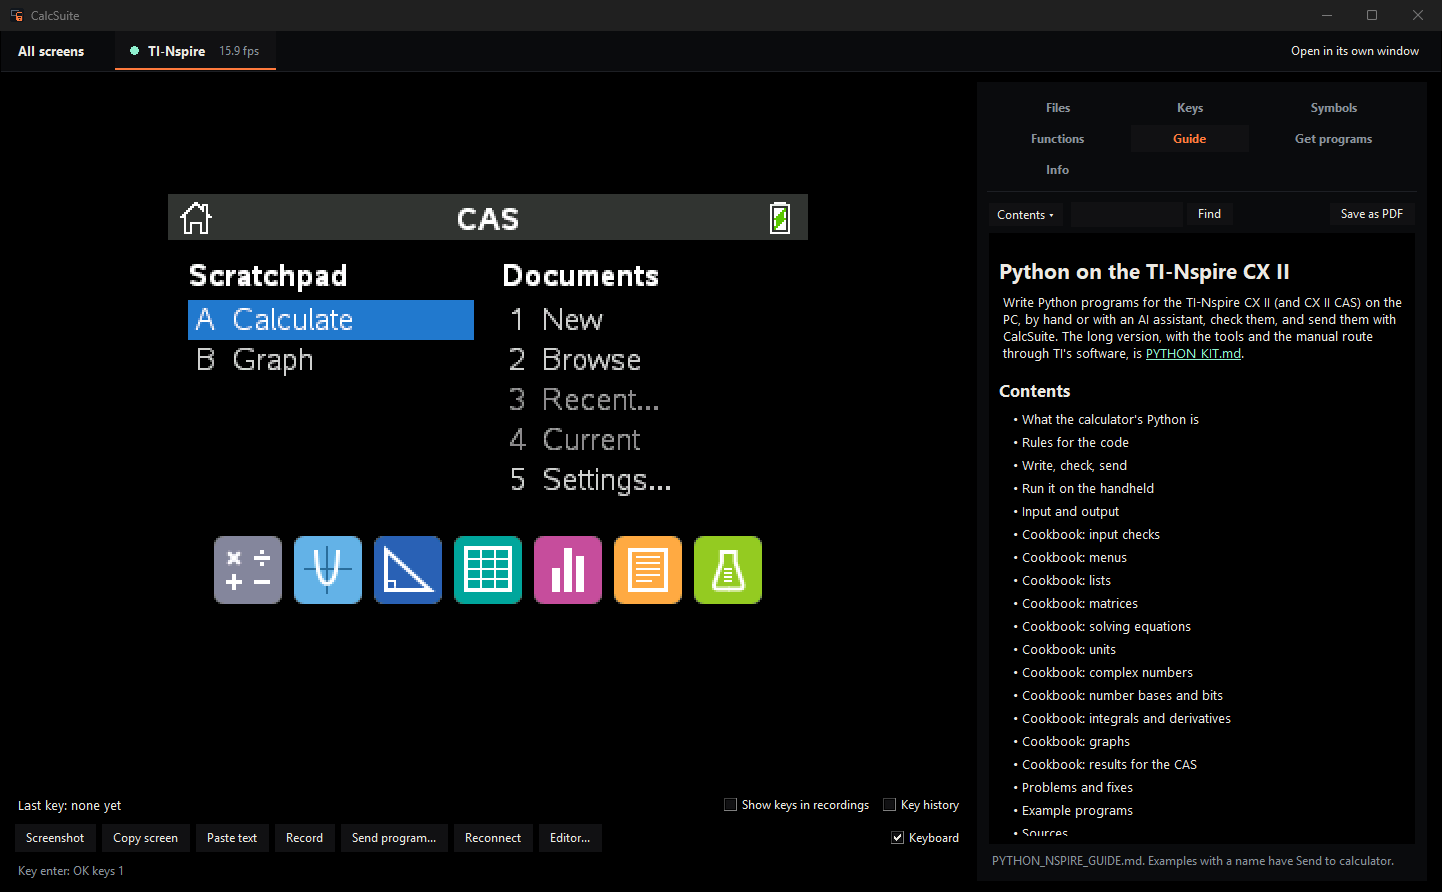 CalcSuite
All screens
TI-Nspire 15.9 fps
Open in its own window
CAS
Scratchpad
A Calculate
B Graph
Documents
1 New
2 Browse
3 Recent...
4 Current
5 Settings...
Last key: none yet
Show keys in recordings
Key history
Screenshot
Copy screen
Paste text
Record
Send program...
Reconnect
Editor...
Keyboard
Key enter: OK keys 1
Files
Keys
Symbols
Functions
Guide
Get programs
Info
Contents
Find
Save as PDF
Python on the TI-Nspire CX II
Write Python programs for the TI-Nspire CX II (and CX II CAS) on the
PC, by hand or with an AI assistant, check them, and send them with
CalcSuite. The long version, with the tools and the manual route
through TI's software, is PYTHON_KIT.md.
Contents
• What the calculator's Python is
• Rules for the code
• Write, check, send
• Run it on the handheld
• Input and output
• Cookbook: input checks
• Cookbook: menus
• Cookbook: lists
• Cookbook: matrices
• Cookbook: solving equations
• Cookbook: units
• Cookbook: complex numbers
• Cookbook: number bases and bits
• Cookbook: integrals and derivatives
• Cookbook: graphs
• Cookbook: results for the CAS
• Problems and fixes
• Example programs
• Sources
PYTHON_NSPIRE_GUIDE.md. Examples with a name have Send to calculator.